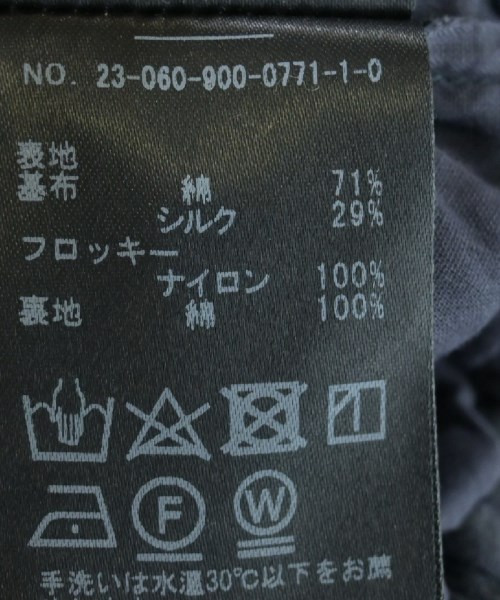 NO. 23-060-900-0771-1-0
表地
基布 綿 71%
シルク 29%
フロッキー
ナイロン 100%
裏地 綿 100%
F W
手洗いは水温30℃以下をお薦